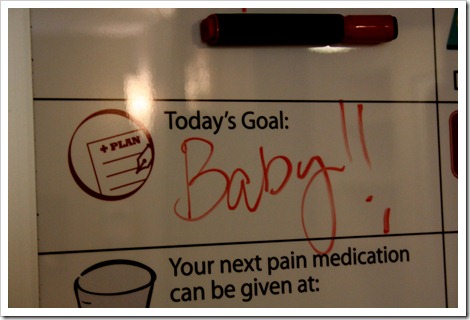 Today's Goal:
+ PLAN
Baby!!
Your next pain medication
can be given at: